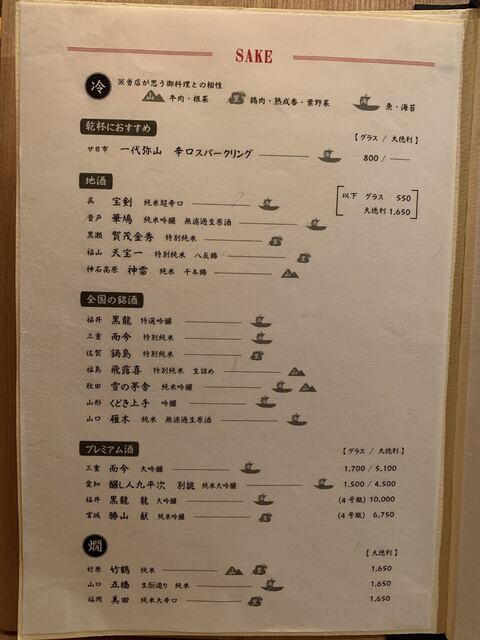 SAKE
冷 ※当店が思う御料理との相性
山 牛肉・根菜 里 鶏肉・熟成香・葉野菜 魚・海苔
乾杯におすすめ 【グラス / 大徳利】
廿日市 一代弥山 辛口スパークリング 800 / ──
地酒
呉 宝剣 純米超辛口 以下 グラス 550
音戸 華鳩 純米吟醸 無濾過生原酒 大徳利 1,650
黒瀬 賀茂金秀 特別純米
福山 天宝一 特別純米 八反錦
神石高原 神雷 純米 千本錦
全国の銘酒
福井 黒龍 特選吟醸
三重 而今 特別純米
佐賀 鍋島 特別純米
福島 飛露喜 特別純米 生詰め
秋田 雪の茅舎 純米吟醸
山形 くどき上手 吟醸
山口 雁木 純米 無濾過生原酒
プレミアム酒 【グラス / 大徳利】
三重 而今 大吟醸 1,700 / 5,100
愛知 醸し人九平次 別誂 純米大吟醸 1,500 / 4,500
福井 黒龍 龍 大吟醸 (4号瓶) 10,000
宮城 勝山 献 純米吟醸 (4号瓶) 6,750
燗 【大徳利】
竹原 竹鶴 純米 1,650
山口 五橋 生酛造り 純米 1,650
福岡 美田 純米大辛口 1,650